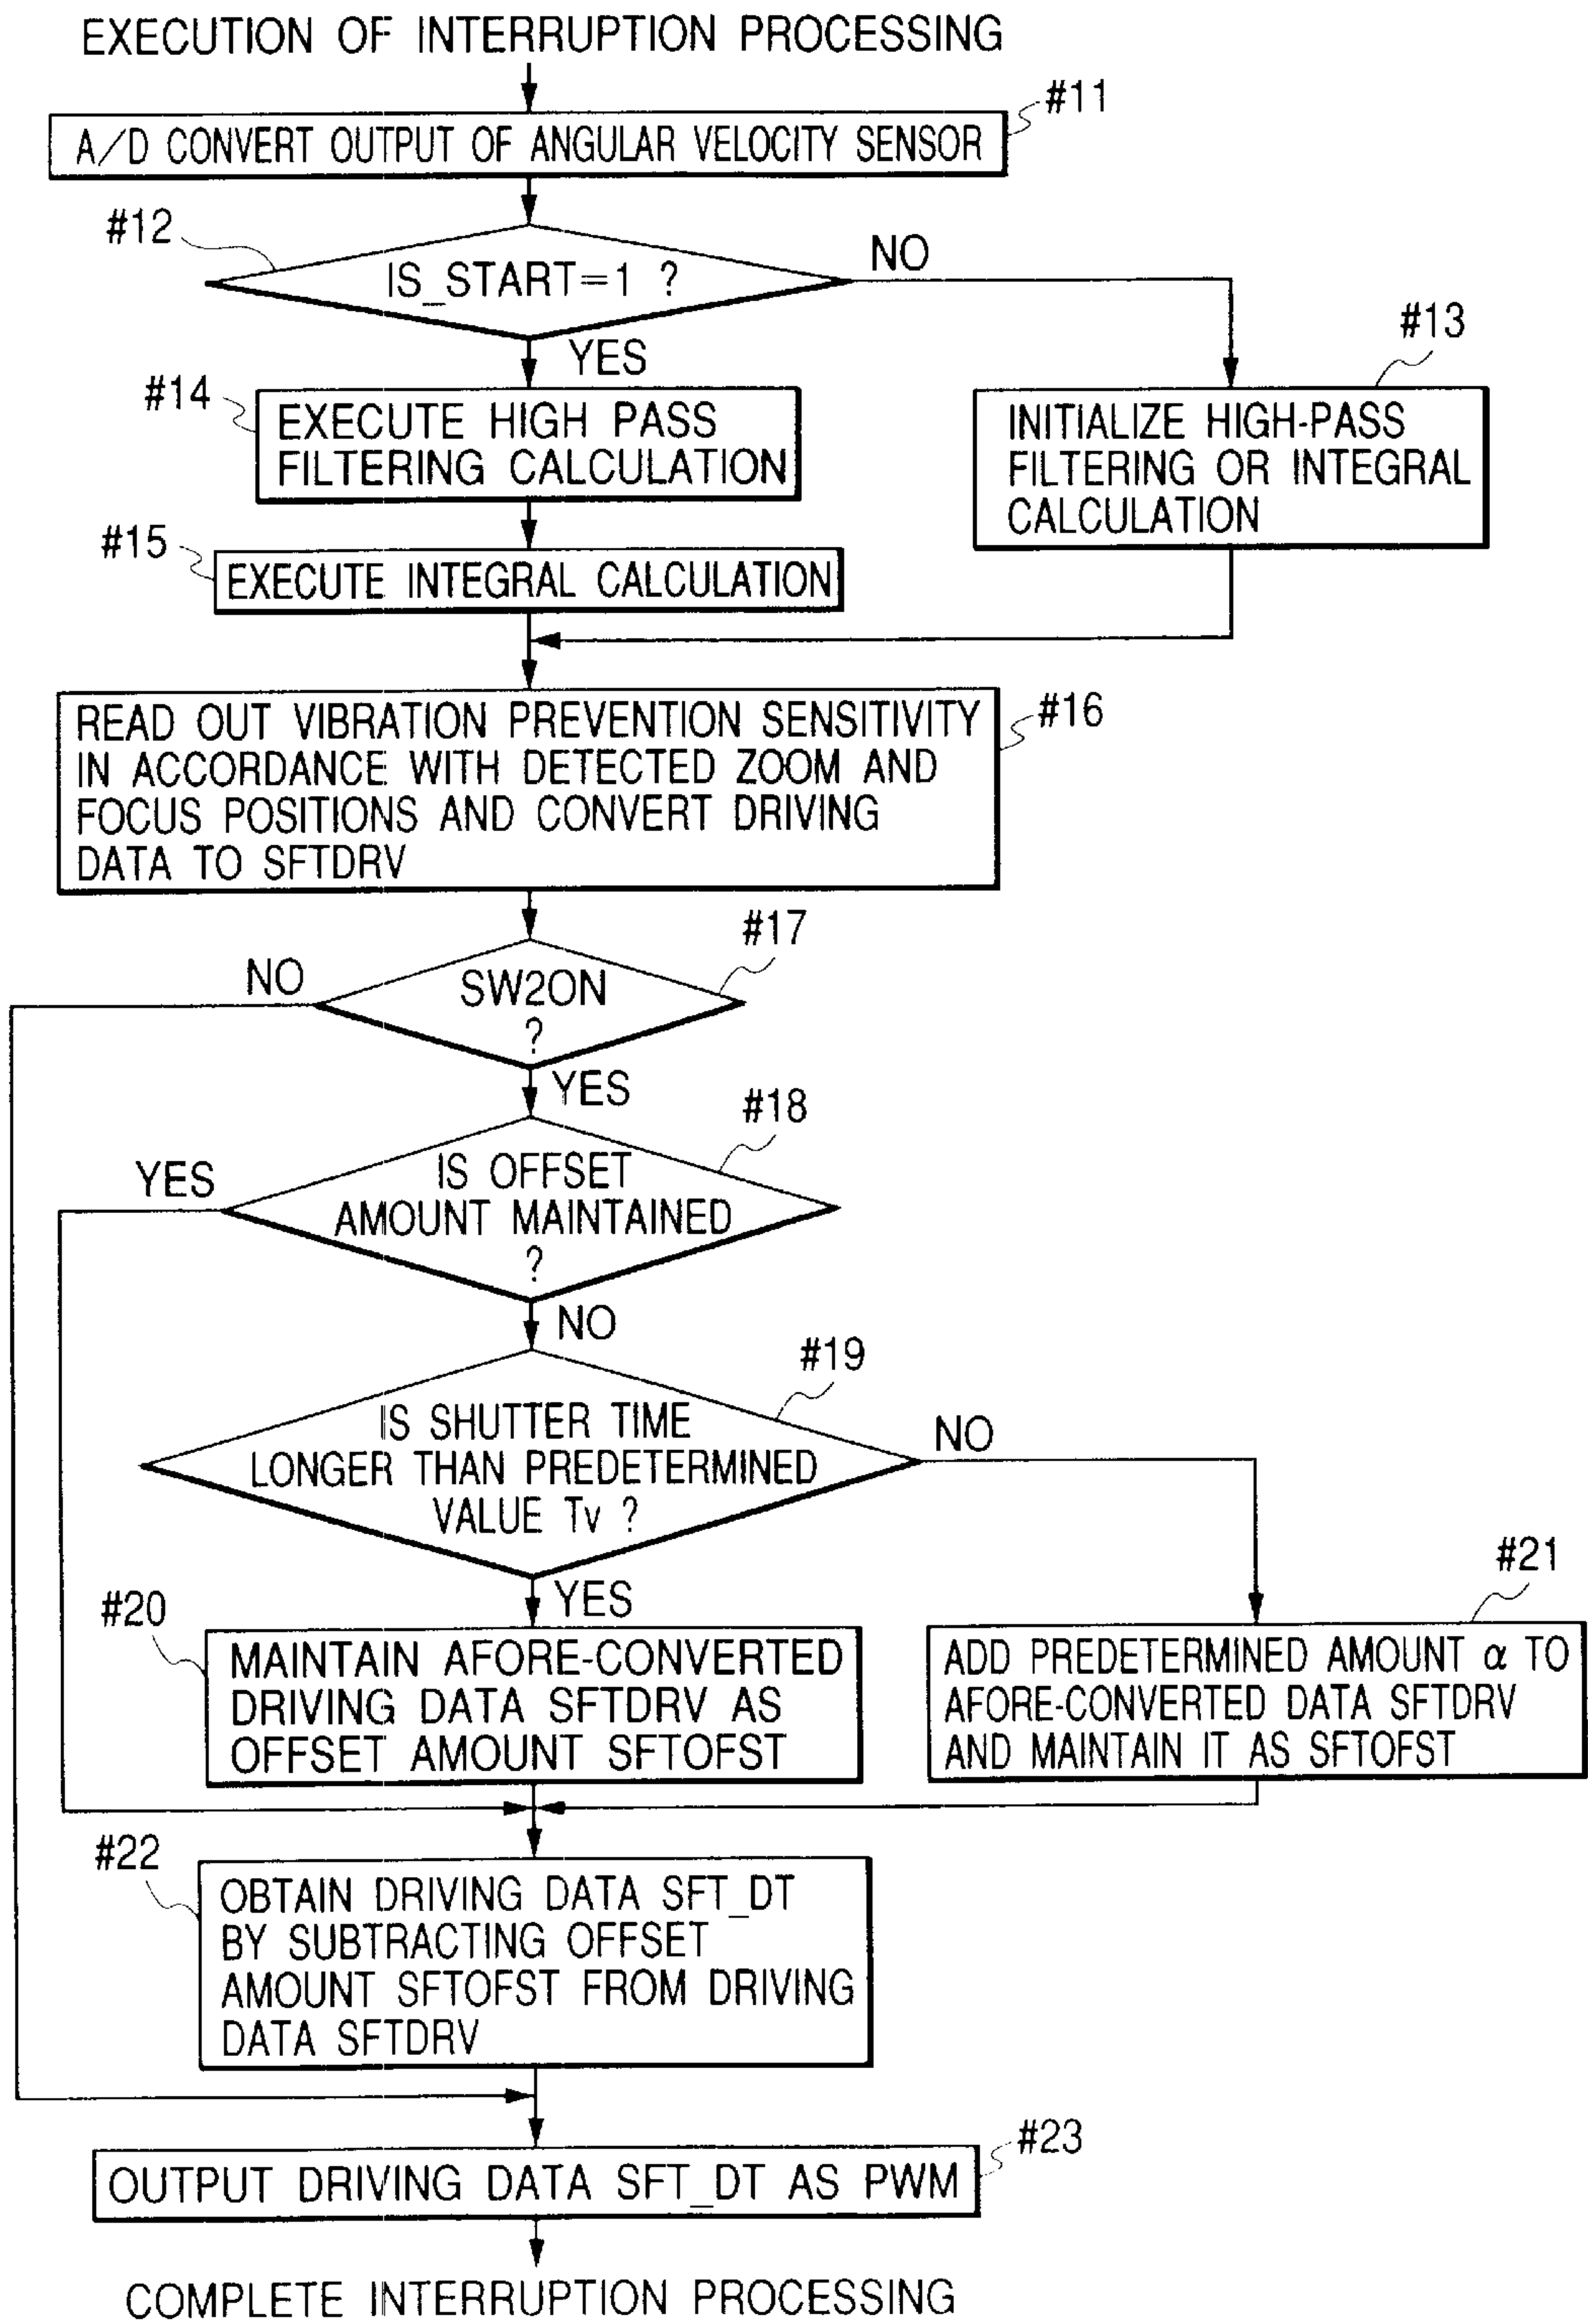 EXECUTION OF INTERRUPTION PROCESSING
#11
A/D CONVERT OUTPUT OF ANGULAR VELOCITY SENSOR
#12
IS_START=1 ?
NO
YES
#13
INITIALIZE HIGH-PASS
FILTERING OR INTEGRAL
CALCULATION
#14
EXECUTE HIGH PASS
FILTERING CALCULATION
#15
EXECUTE INTEGRAL CALCULATION
#16
READ OUT VIBRATION PREVENTION SENSITIVITY
IN ACCORDANCE WITH DETECTED ZOOM AND
FOCUS POSITIONS AND CONVERT DRIVING
DATA TO SFTDRV
#17
NO
SW2ON
?
YES
#18
YES
IS OFFSET
AMOUNT MAINTAINED
?
NO
#19
IS SHUTTER TIME
LONGER THAN PREDETERMINED
VALUE Tv ?
NO
YES
#20
MAINTAIN AFORE-CONVERTED
DRIVING DATA SFTDRV AS
OFFSET AMOUNT SFTOFST
#21
ADD PREDETERMINED AMOUNT α TO
AFORE-CONVERTED DATA SFTDRV
AND MAINTAIN IT AS SFTOFST
#22
OBTAIN DRIVING DATA SFT_DT
BY SUBTRACTING OFFSET
AMOUNT SFTOFST FROM DRIVING
DATA SFTDRV
#23
OUTPUT DRIVING DATA SFT_DT AS PWM
COMPLETE INTERRUPTION PROCESSING